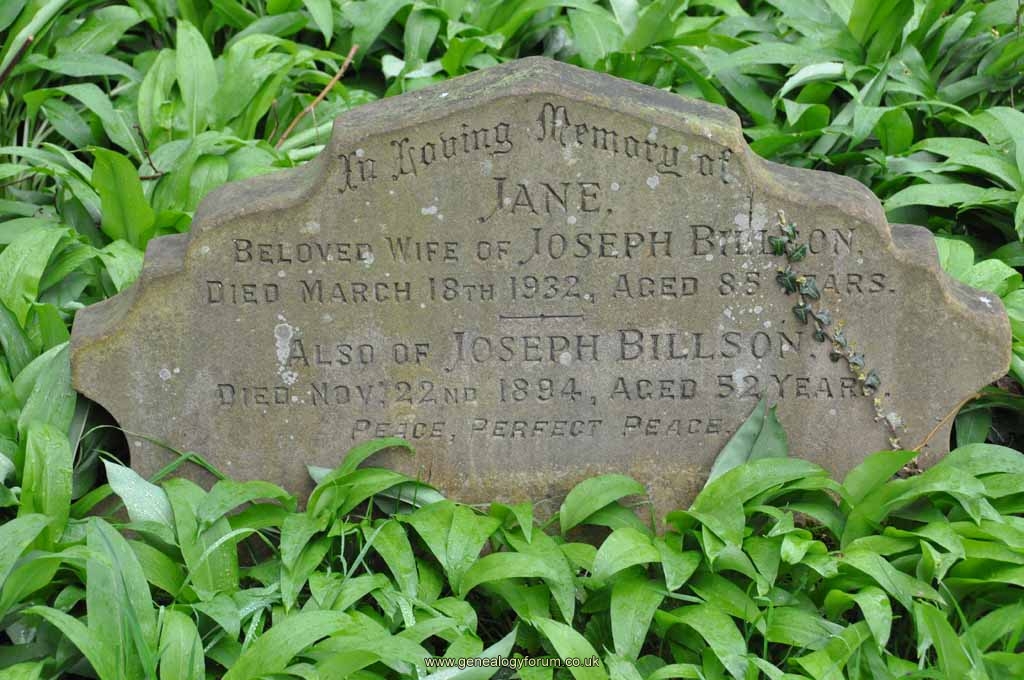 In Loving Memory of
JANE,
BELOVED WIFE OF JOSEPH BILLSON,
DIED MARCH 18TH 1932, AGED 85 YEARS.
ALSO OF JOSEPH BILLSON.
DIED NOV. 22ND 1894, AGED 52 YEARS.
PEACE, PERFECT PEACE.
www.genealogyforum.co.uk